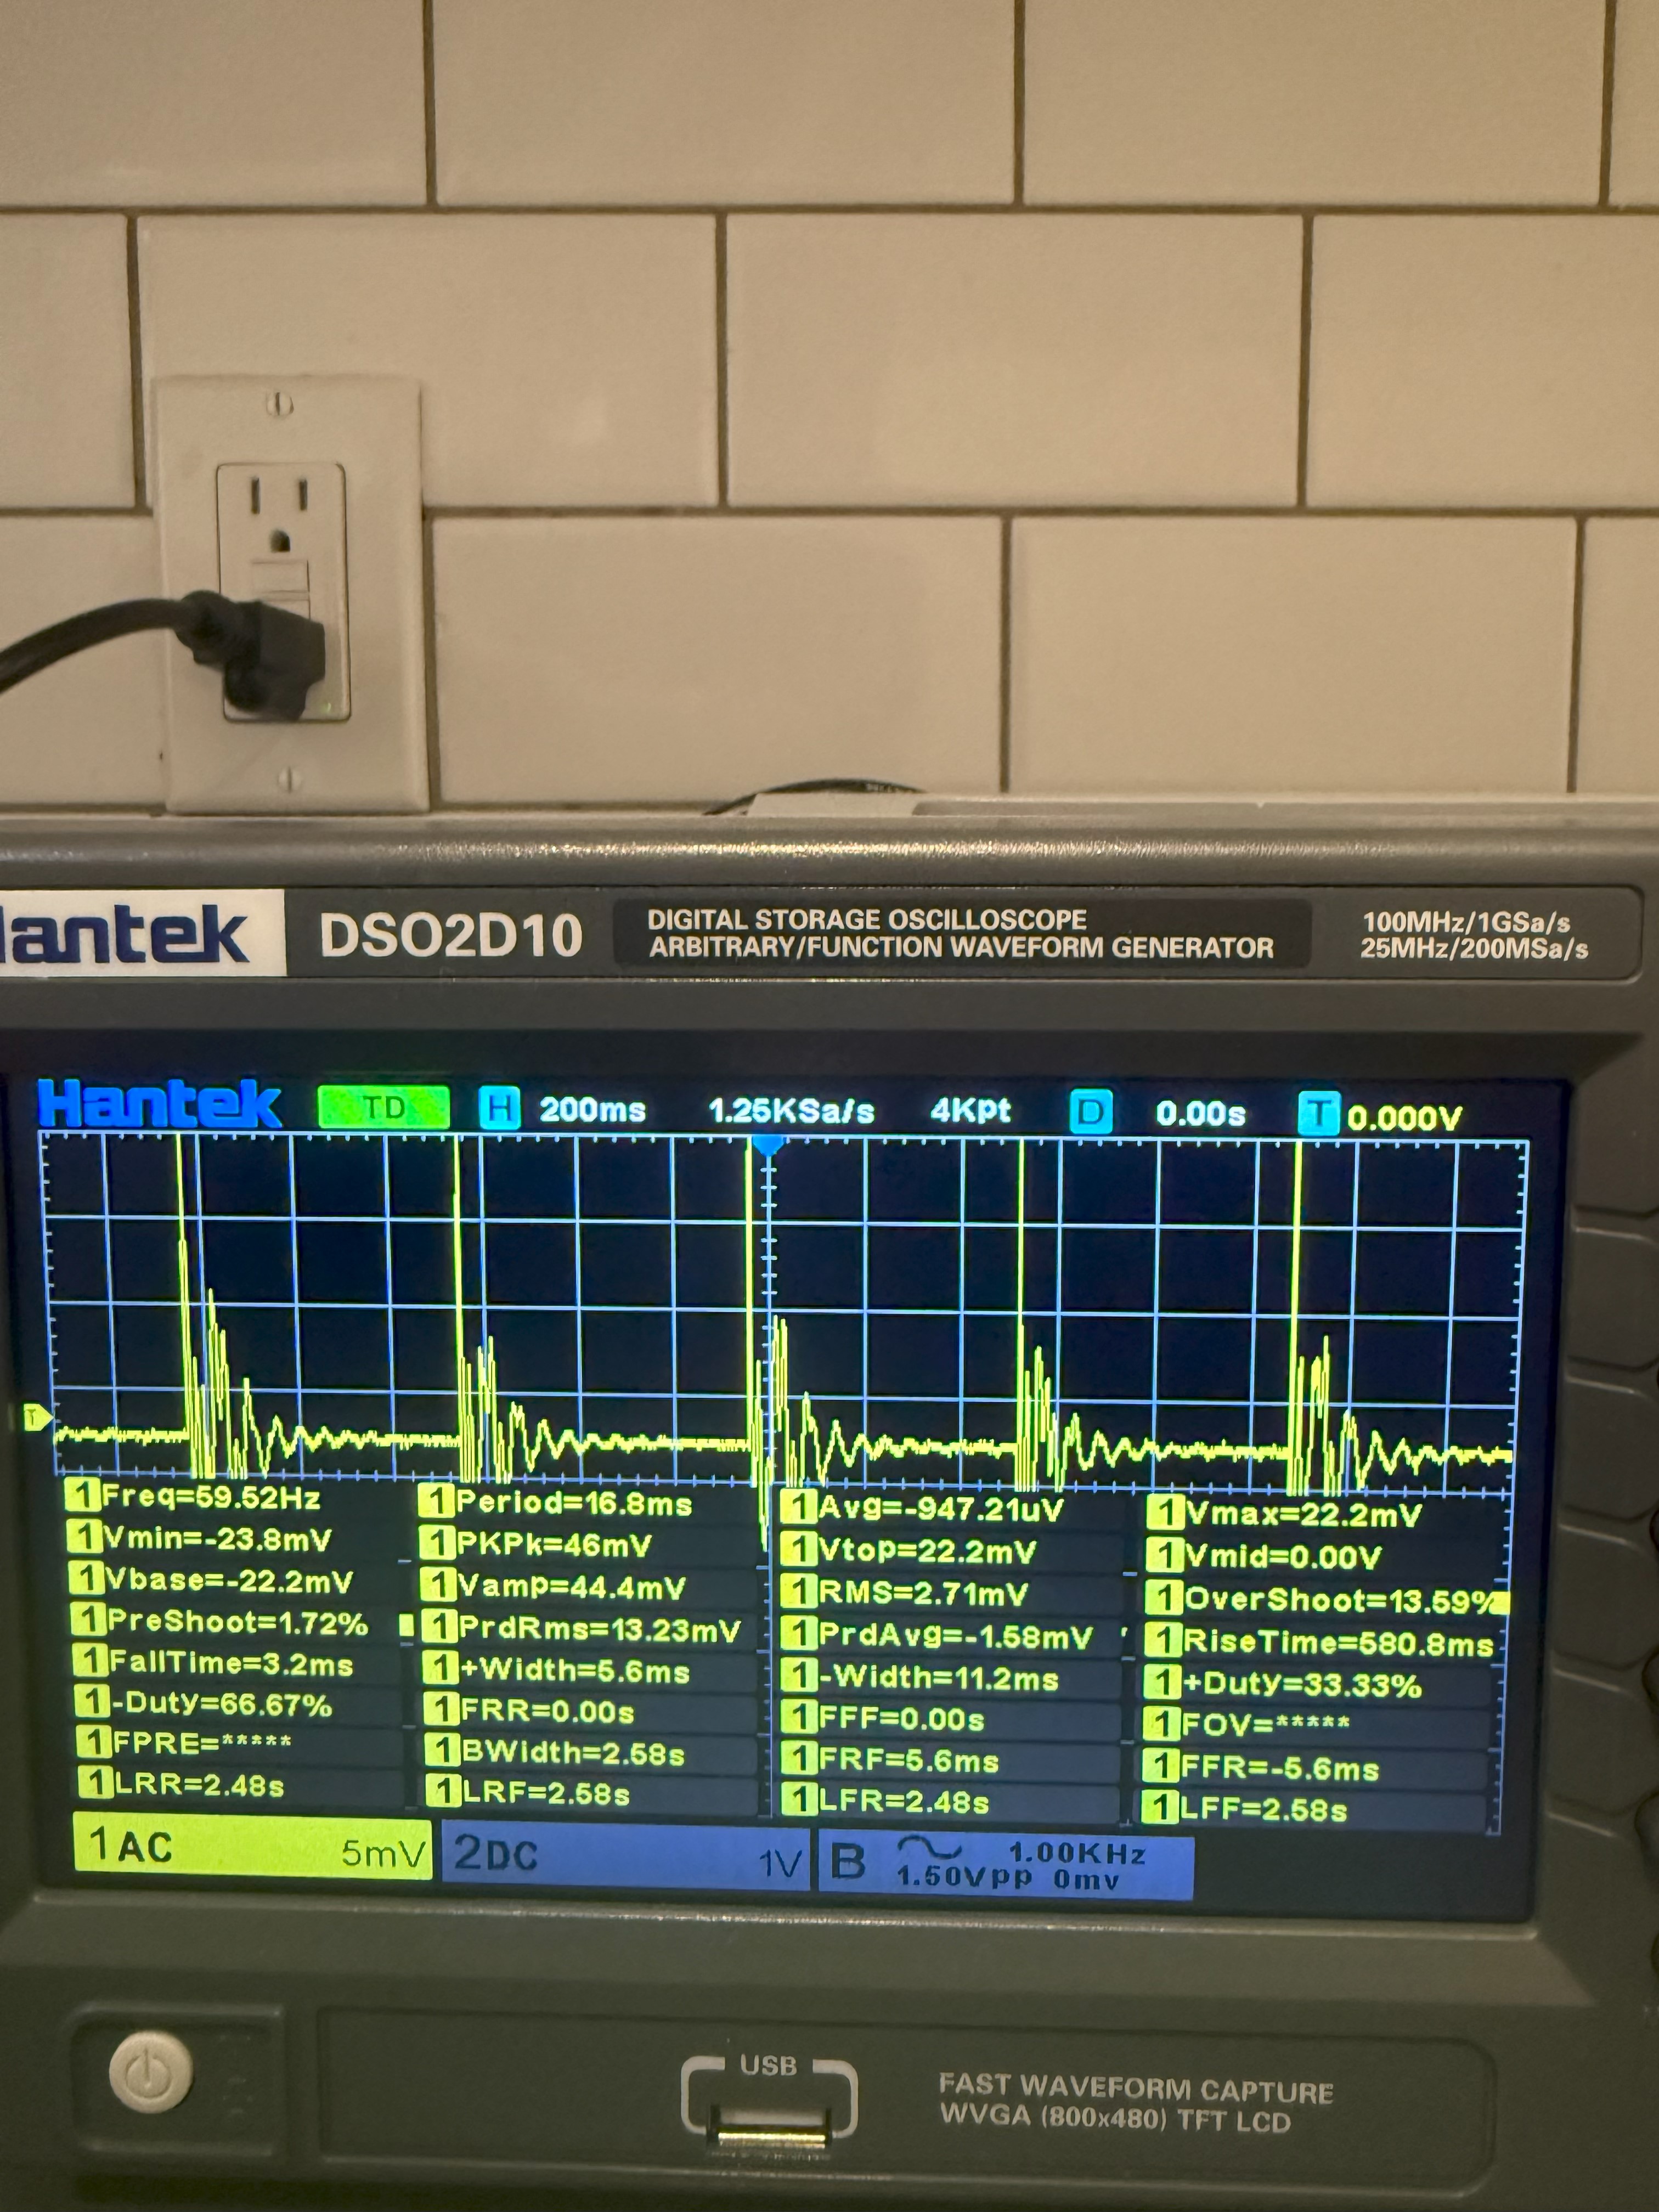 Hantek DSO2D10 DIGITAL STORAGE OSCILLOSCOPE 100MHz/1GSa/s
ARBITRARY/FUNCTION WAVEFORM GENERATOR 25MHz/200MSa/s
Hantek TD H 200ms 1.25KSa/s 4Kpt D 0.00s T 0.000V
T
1 Freq=59.52Hz 1 Period=16.8ms 1 Avg=-947.21uV 1 Vmax=22.2mV
1 Vmin=-23.8mV 1 PKPk=46mV 1 Vtop=22.2mV 1 Vmid=0.00V
1 Vbase=-22.2mV 1 Vamp=44.4mV 1 RMS=2.71mV 1 OverShoot=13.59%
1 PreShoot=1.72% 1 PrdRms=13.23mV 1 PrdAvg=-1.58mV 1 RiseTime=580.8ms
1 FallTime=3.2ms 1 +Width=5.6ms 1 -Width=11.2ms 1 +Duty=33.33%
1 -Duty=66.67% 1 FRR=0.00s 1 FFF=0.00s 1 FOV=*****
1 FPRE=***** 1 BWidth=2.58s 1 FRF=5.6ms 1 FFR=-5.6ms
1 LRR=2.48s 1 LRF=2.58s 1 LFR=2.48s 1 LFF=2.58s
1 AC 5mV 2 DC 1V B 1.00KHz
1.50Vpp 0mv
USB
FAST WAVEFORM CAPTURE
WVGA (800x480) TFT LCD